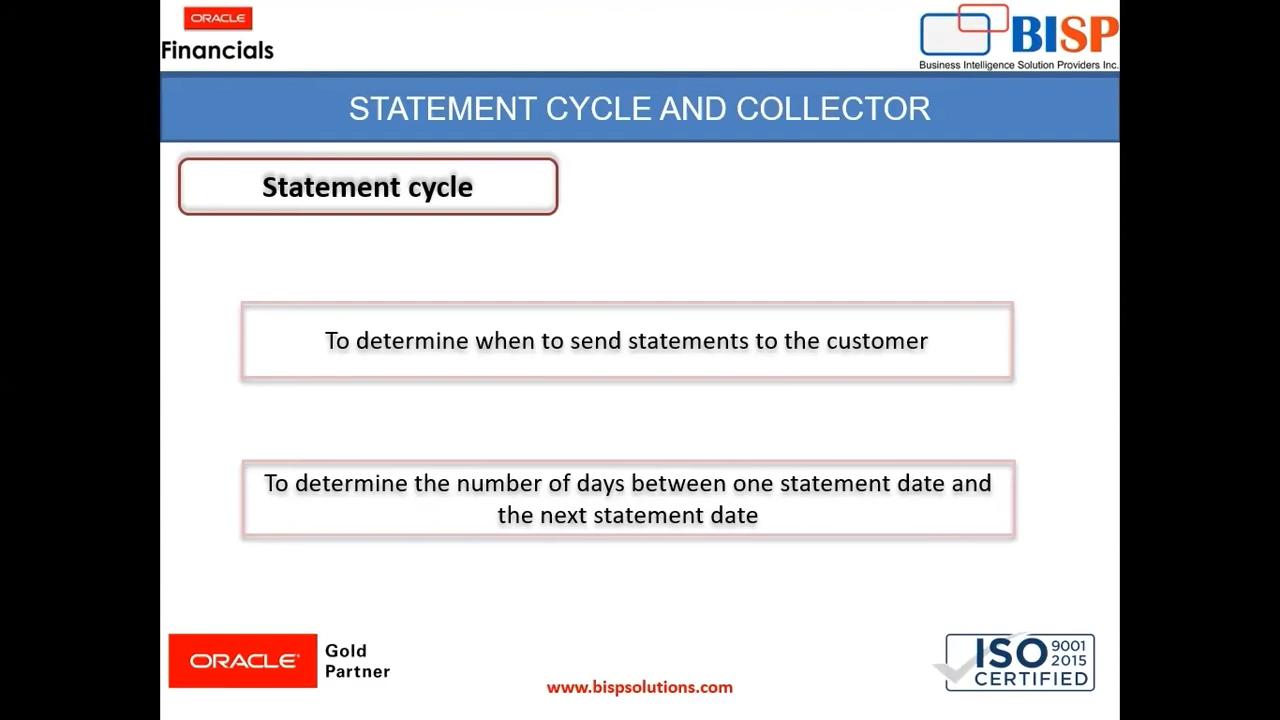 ORACLE
Financials
BISP
Business Intelligence Solution Providers Inc.
STATEMENT CYCLE AND COLLECTOR
Statement cycle
To determine when to send statements to the customer
To determine the number of days between one statement date and
the next statement date
ORACLE
Gold
Partner
www.bispsolutions.com
ISO 9001
2015
CERTIFIED